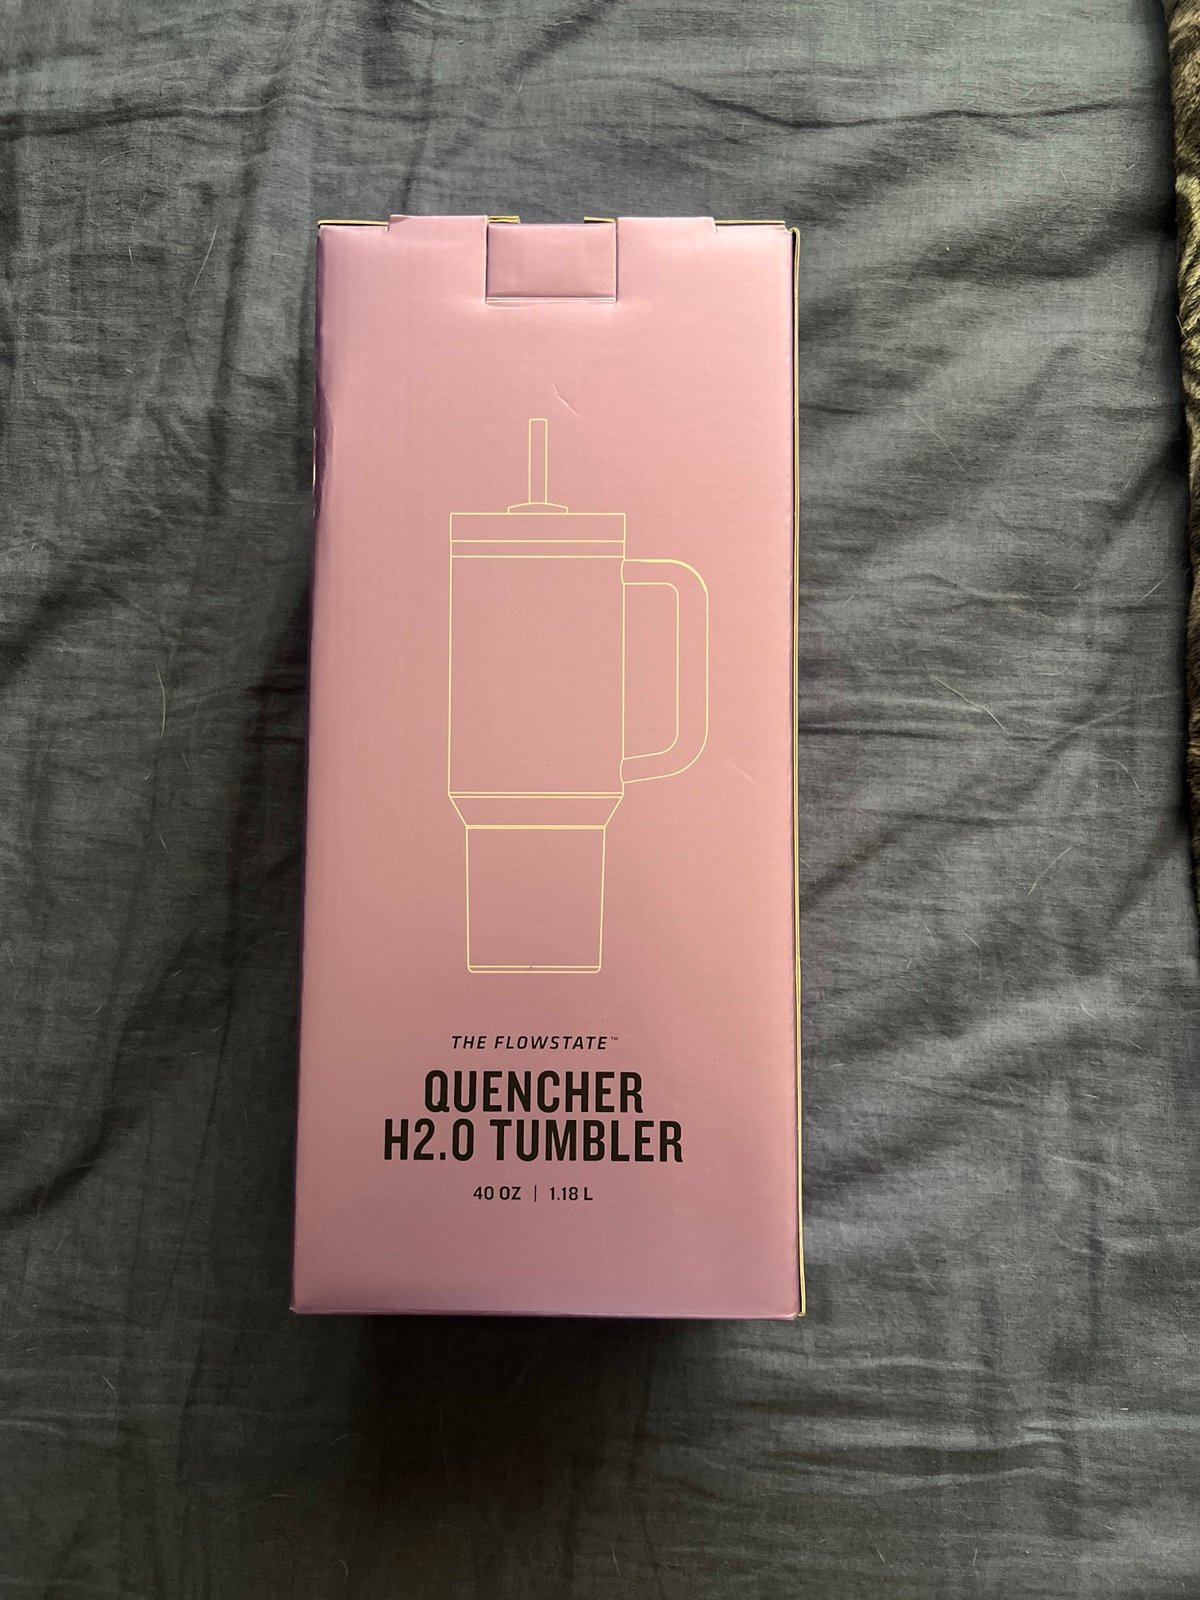 THE FLOWSTATE™
QUENCHER
H2.0 TUMBLER
40 OZ | 1.18 L